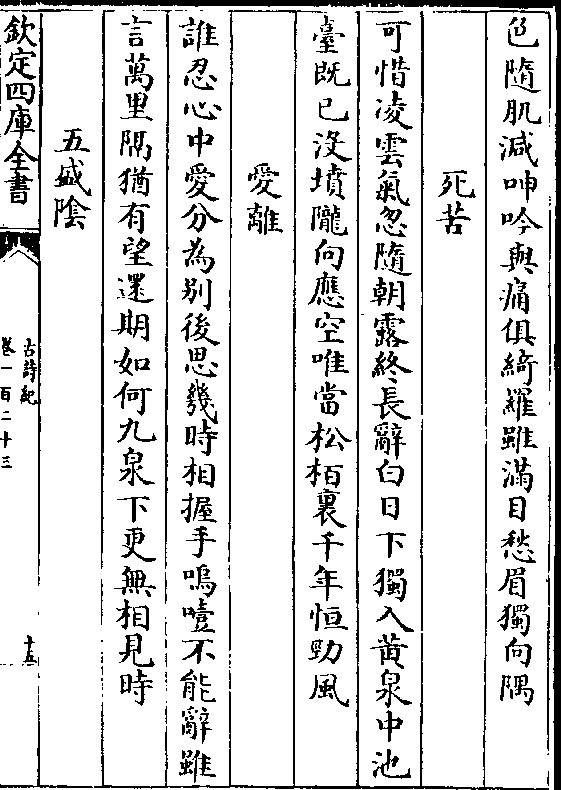 色隨肌減呻吟與痛俱綺羅雖滿目愁眉獨向隅
死苦
可惜凌雲氣忽隨朝露終長辭白日下獨入黃泉中池
臺既已沒墳隴向應空唯當松柏裏千年恒勁風
愛離
誰忍心中愛分為别後思幾時相握手嗚噎不能辭雖
言萬里隔猶有望還期如何九泉下更無相見時
五盛陰
欽定四庫全書
古詩紀
卷一百二十三
十五